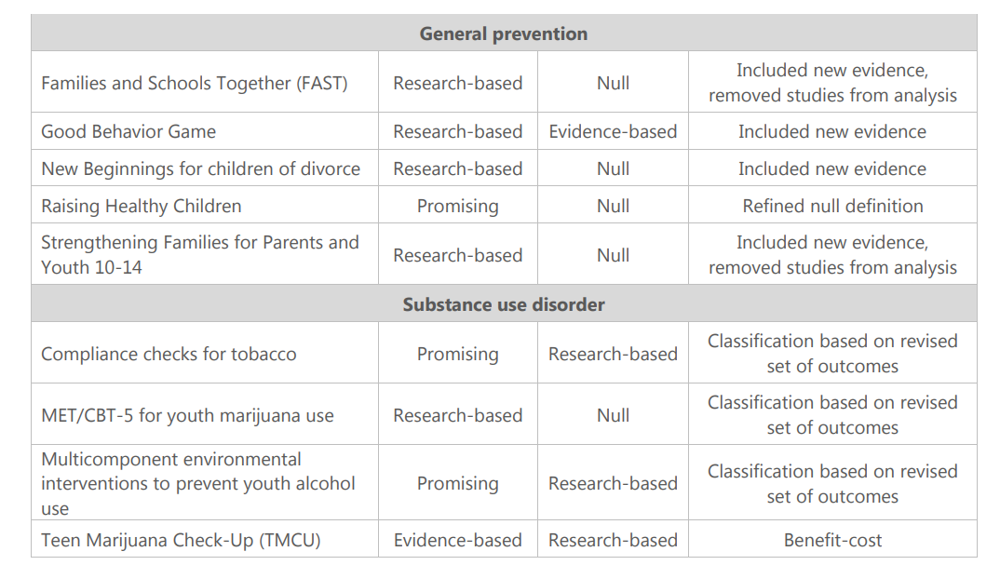 General prevention
Families and Schools Together (FAST) Research-based Null Included new evidence,
removed studies from analysis
Good Behavior Game Research-based Evidence-based Included new evidence
New Beginnings for children of divorce Research-based Null Included new evidence
Raising Healthy Children Promising Null Refined null definition
Strengthening Families for Parents and
Youth 10-14 Research-based Null Included new evidence,
removed studies from analysis
Substance use disorder
Compliance checks for tobacco Promising Research-based Classification based on revised
set of outcomes
MET/CBT-5 for youth marijuana use Research-based Null Classification based on revised
set of outcomes
Multicomponent environmental
interventions to prevent youth alcohol
use Promising Research-based Classification based on revised
set of outcomes
Teen Marijuana Check-Up (TMCU) Evidence-based Research-based Benefit-cost